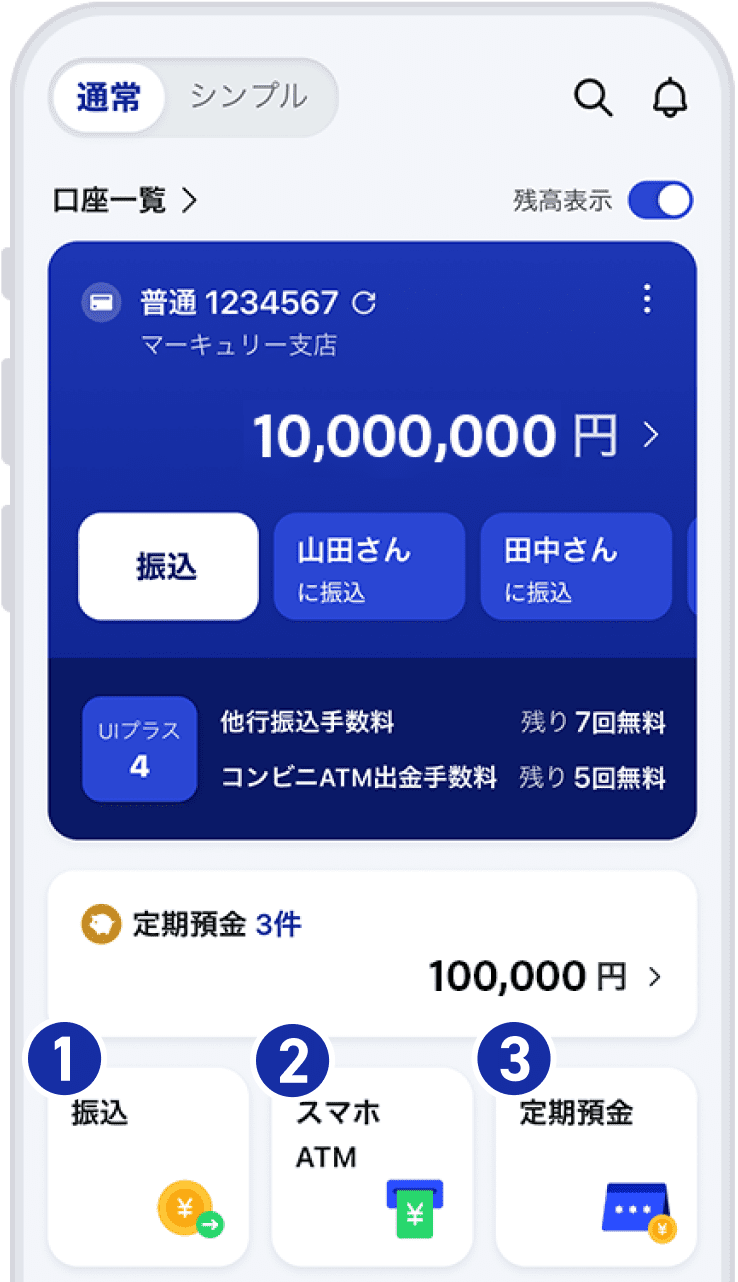 通常 シンプル
口座一覧 残高表示
普通 1234567
マーキュリー支店
10,000,000 円
振込
山田さん
に振込
田中さん
に振込
UIプラス
4
他行振込手数料 残り 7回無料
コンビニATM出金手数料 残り 5回無料
定期預金 3件
100,000 円
1
振込
¥
2
スマホ
ATM
¥
3
定期預金
***
¥